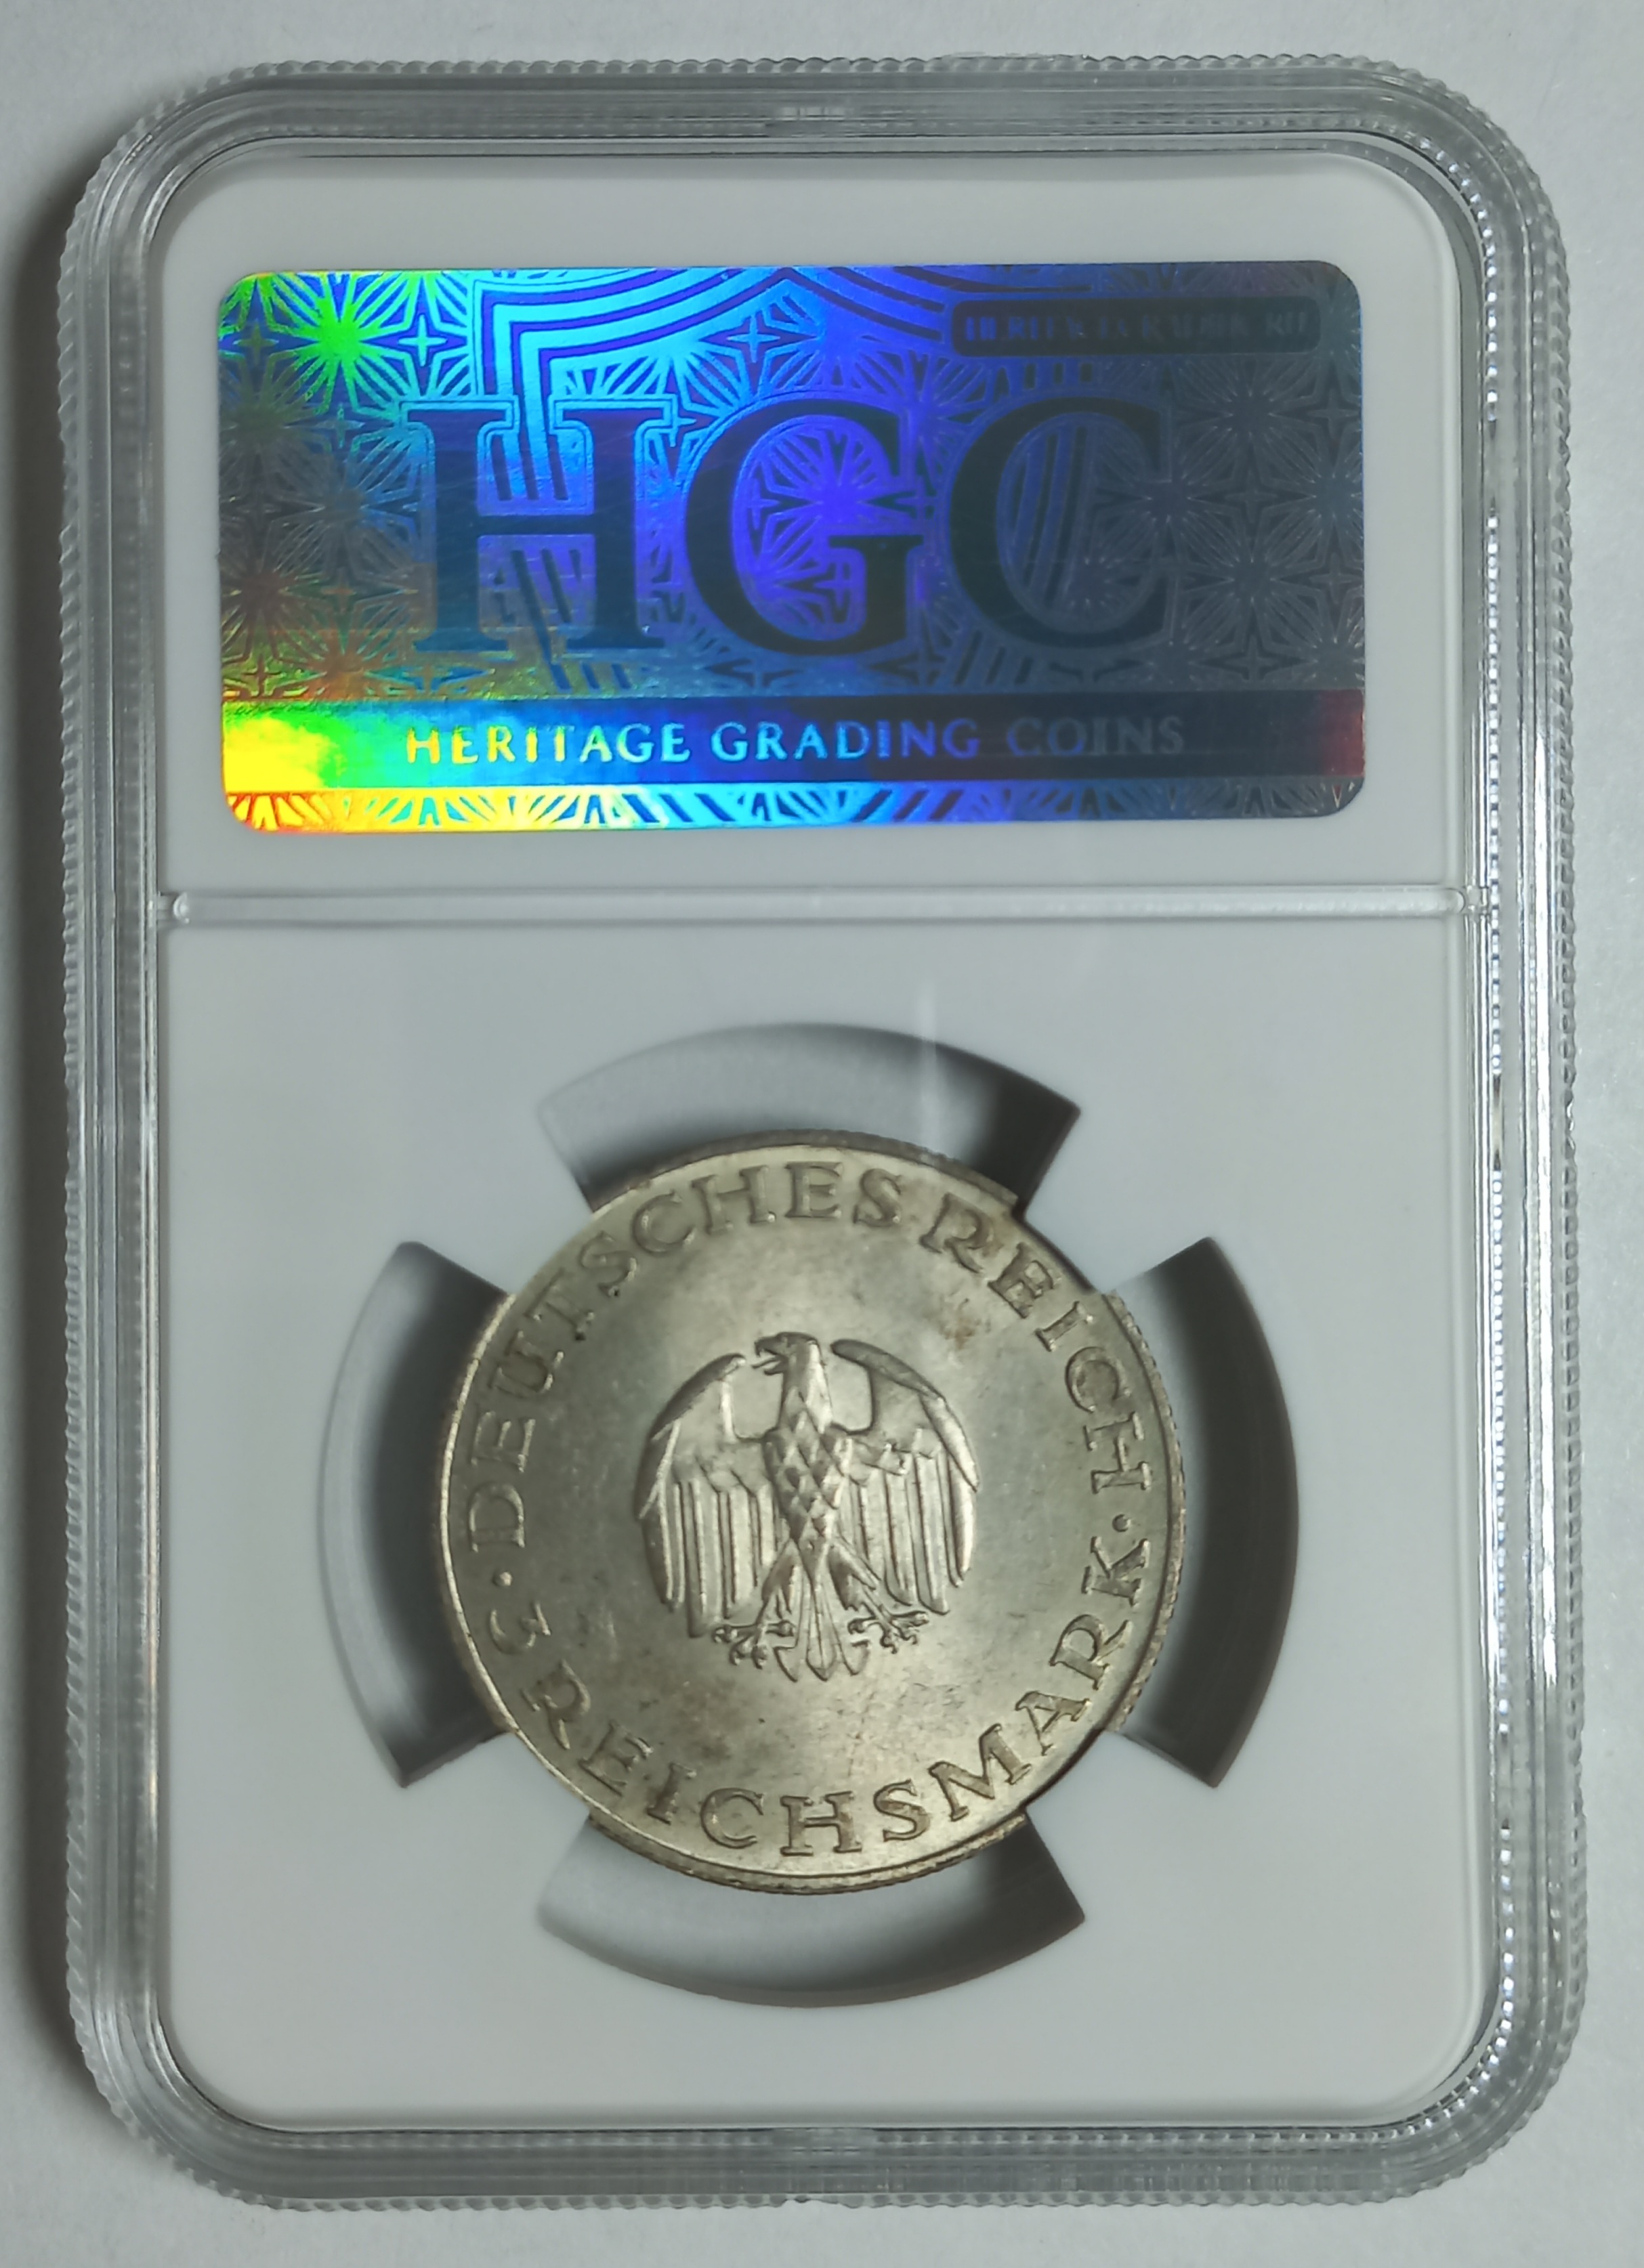 HGC
HERITAGE GRADING COINS
DEUTSCHES REICH
3 REICHSMARK